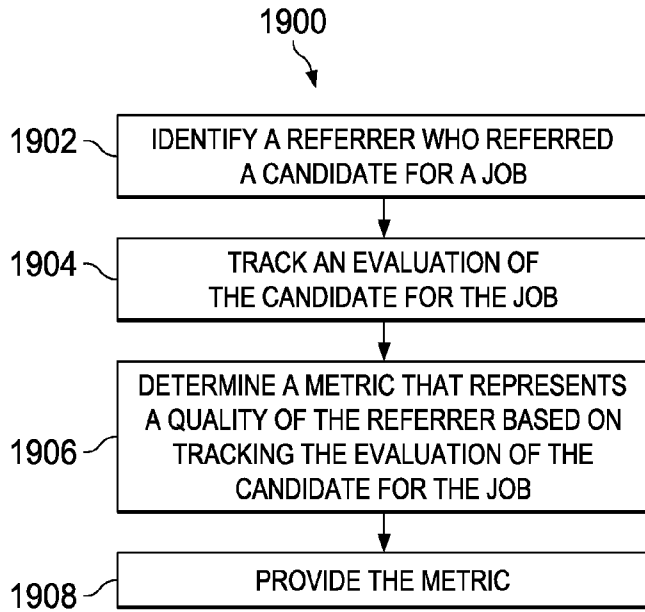 1900
1902
IDENTIFY A REFERRER WHO REFERRED
A CANDIDATE FOR A JOB
1904
TRACK AN EVALUATION OF
THE CANDIDATE FOR THE JOB
1906
DETERMINE A METRIC THAT REPRESENTS
A QUALITY OF THE REFERRER BASED ON
TRACKING THE EVALUATION OF THE
CANDIDATE FOR THE JOB
1908
PROVIDE THE METRIC